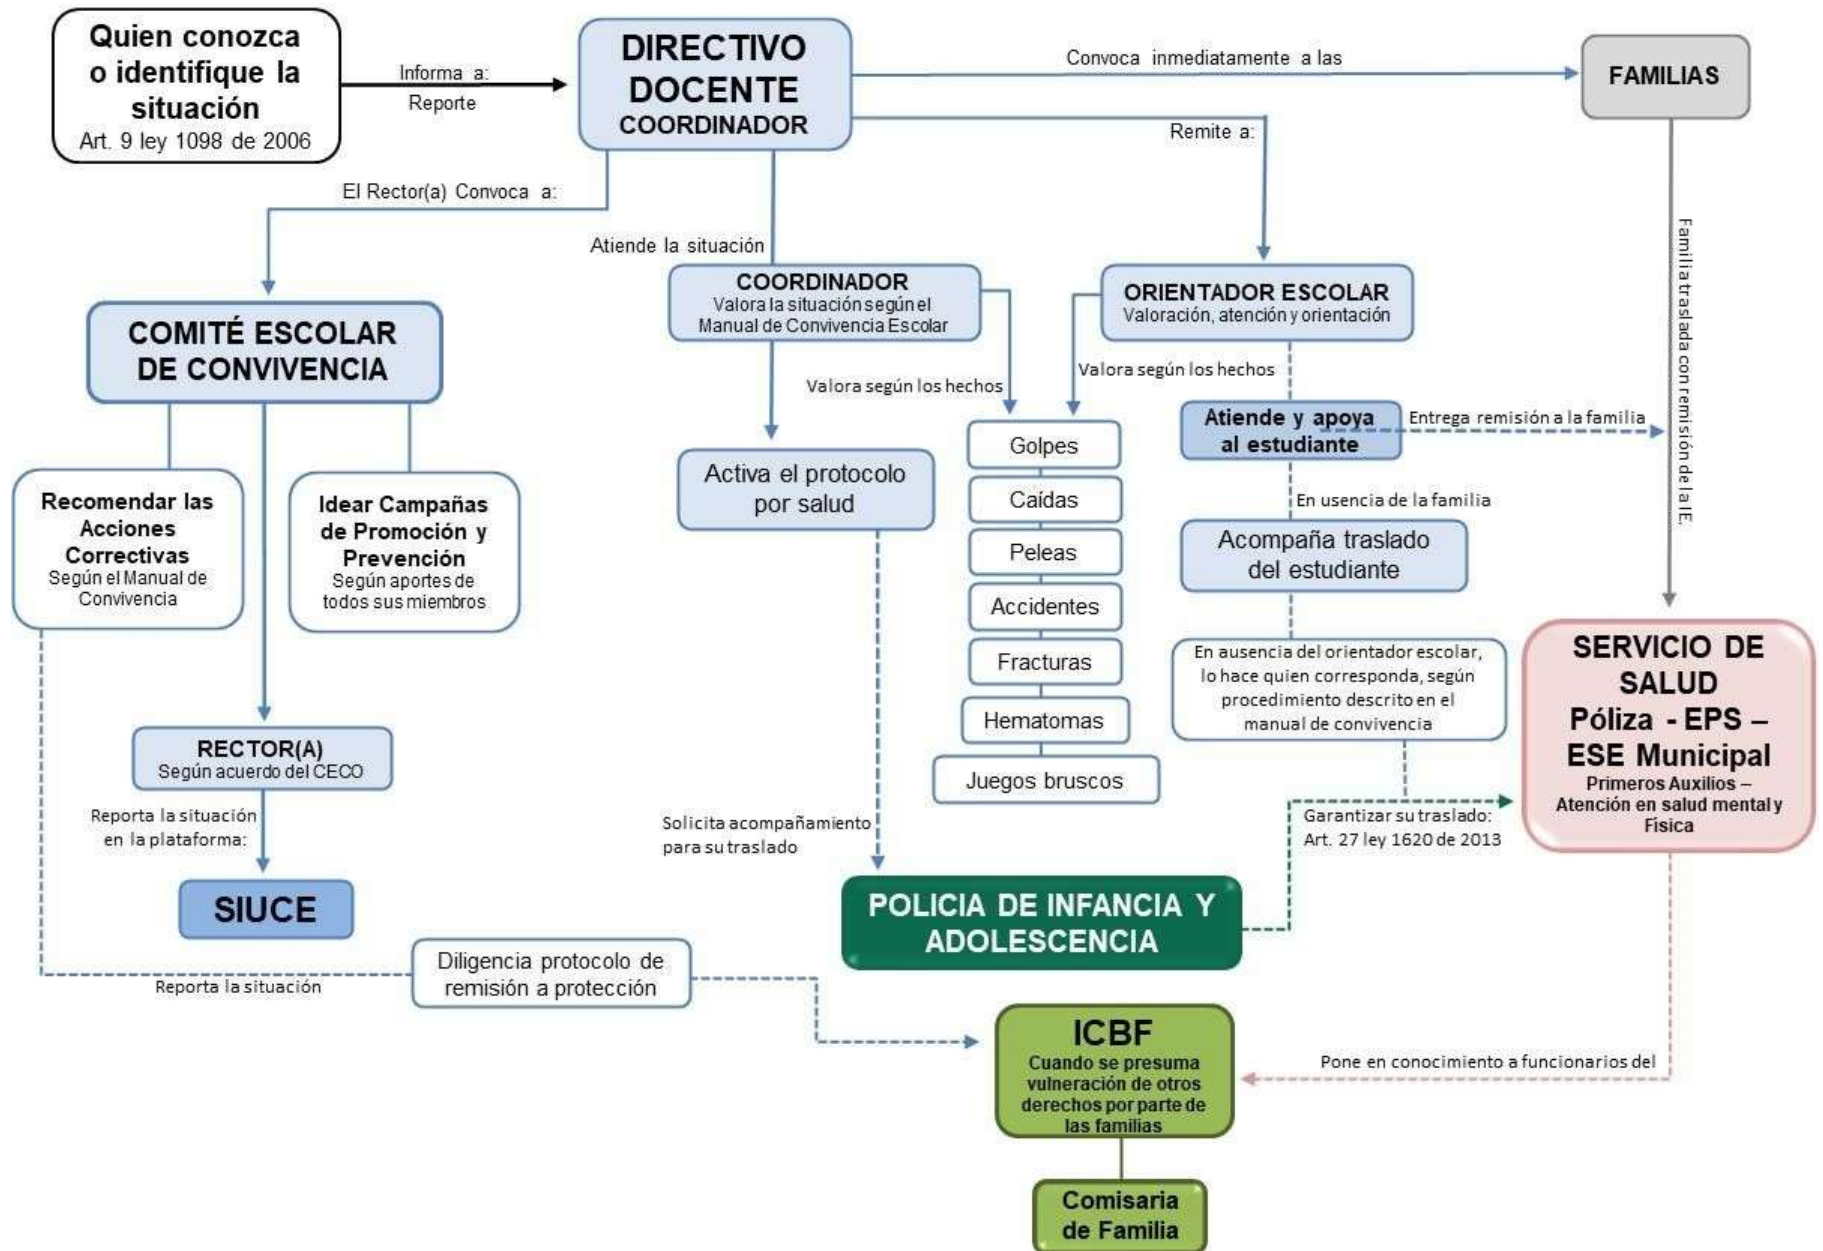 Quien conozca
o identifique la
situación
Art. 9 ley 1098 de 2006
Informa a:
Reporte
DIRECTIVO
DOCENTE
COORDINADOR
Convoca inmediatamente a las
FAMILIAS
Remite a:
El Rector(a) Convoca a:
Atiende la situación
COORDINADOR
Valora la situación según el
Manual de Convivencia Escolar
ORIENTADOR ESCOLAR
Valoración, atención y orientación
Familia traslada con remisión de la IE.
COMITÉ ESCOLAR
DE CONVIVENCIA
Valora según los hechos
Valora según los hechos
Atiende y apoya
al estudiante
Entrega remisión a la familia
Recomendar las
Acciones
Correctivas
Según el Manual de
Convivencia
Idear Campañas
de Promoción y
Prevención
Según aportes de
todos sus miembros
Activa el protocolo
por salud
Golpes
Caídas
Peleas
Accidentes
Fracturas
Hematomas
Juegos bruscos
En usencia de la familia
Acompaña traslado
del estudiante
En ausencia del orientador escolar,
lo hace quien corresponda, según
procedimiento descrito en el
manual de convivencia
SERVICIO DE
SALUD
Póliza - EPS –
ESE Municipal
Primeros Auxilios –
Atención en salud mental y
Física
RECTOR(A)
Según acuerdo del CECO
Reporta la situación
en la plataforma:
SIUCE
Solicita acompañamiento
para su traslado
Garantizar su traslado:
Art. 27 ley 1620 de 2013
POLICIA DE INFANCIA Y
ADOLESCENCIA
Reporta la situación
Diligencia protocolo de
remisión a protección
ICBF
Cuando se presuma
vulneración de otros
derechos por parte de
las familias
Pone en conocimiento a funcionarios del
Comisaria
de Familia